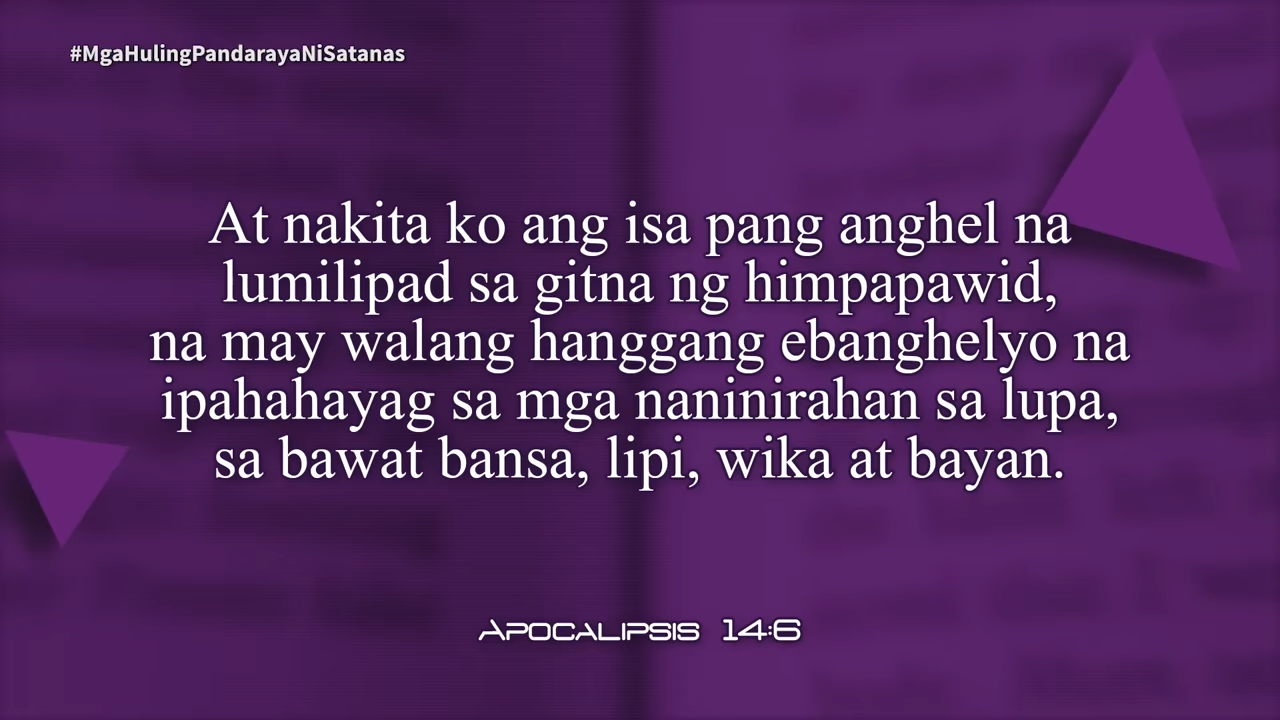 #MgaHulingPandarayaNiSatanas
At nakita ko ang isa pang anghel na
lumilipad sa gitna ng himpapawid,
na may walang hanggang ebanghelyo na
ipahahayag sa mga naninirahan sa lupa,
sa bawat bansa, lipi, wika at bayan.
Apocalipsis 14:6